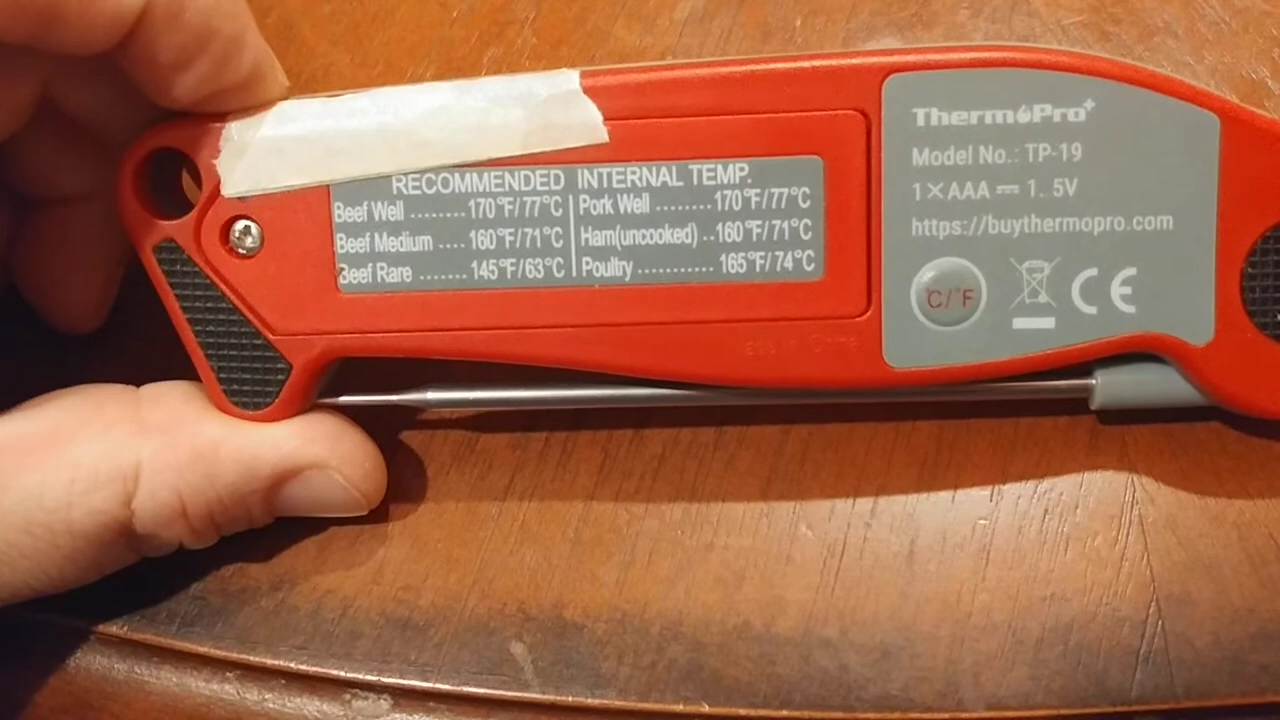 RECOMMENDED INTERNAL TEMP.
Beef Well ........170°F/77°C
Beef Medium ....160°F/71°C
Beef Rare .......145°F/63°C
Pork Well ........170°F/77°C
Ham(uncooked) ..160°F/71°C
Poultry ...........165°F/74°C
ThermoPro+
Model No.: TP-19
1×AAA ⎓ 1.5V
https://buythermopro.com
°C/°F
CE